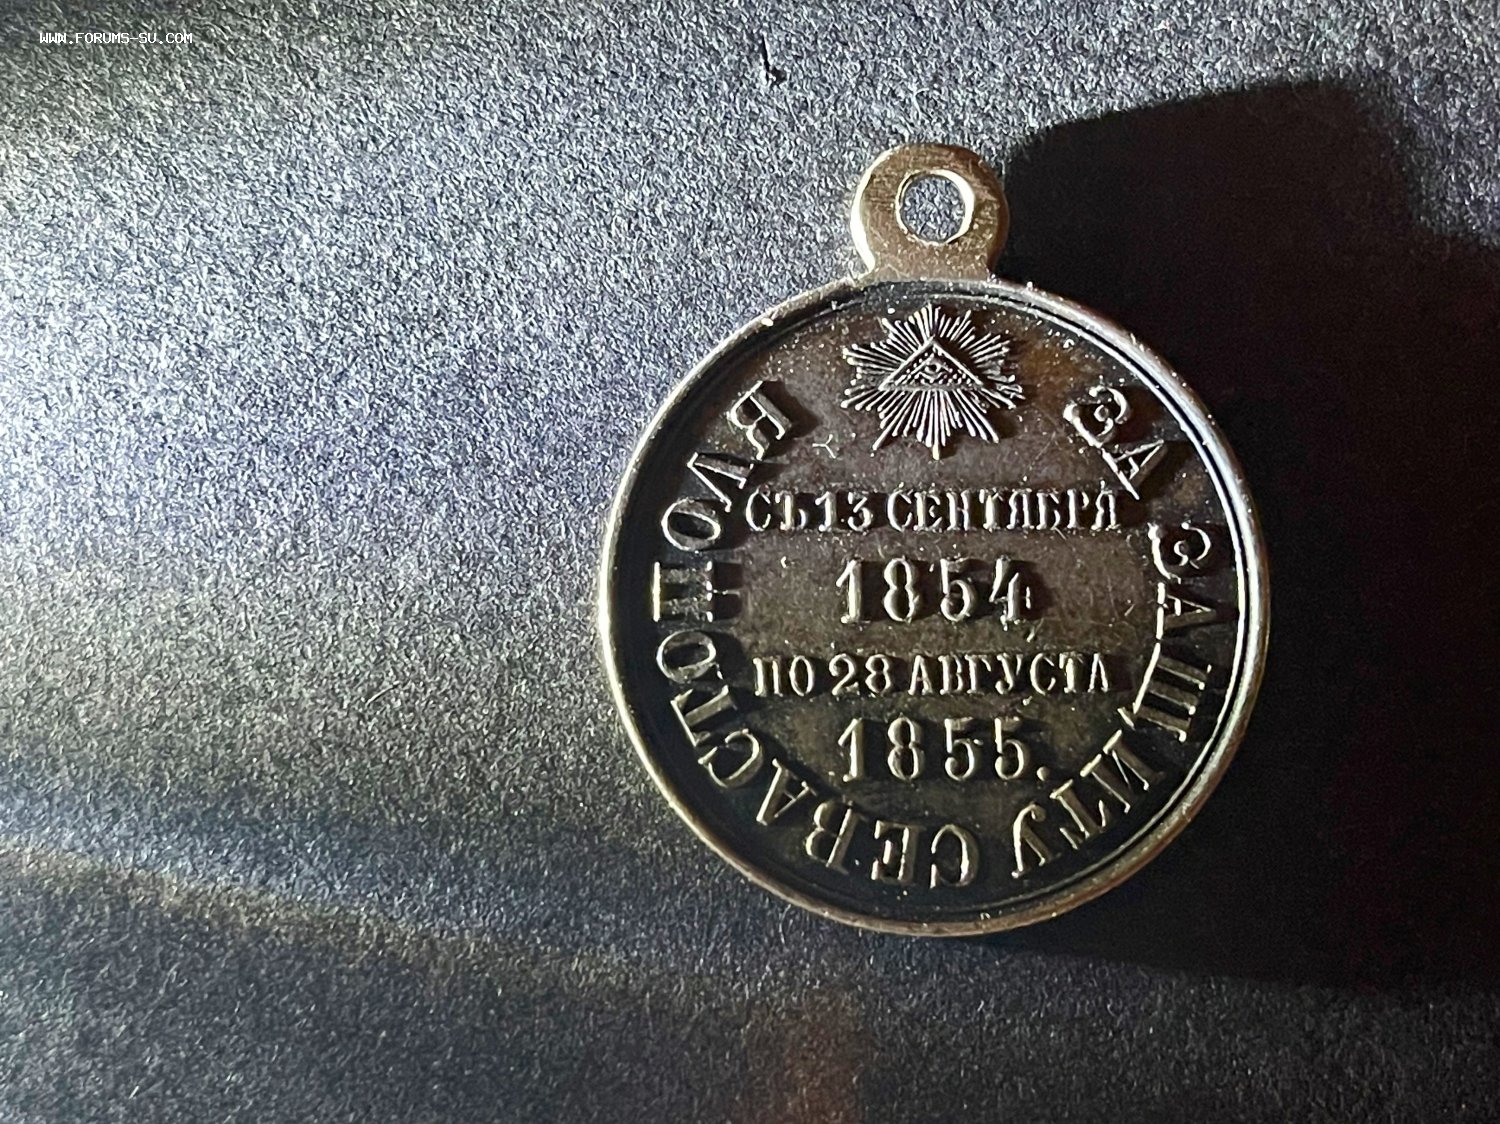 WWW.FORUMS-SU.COM
ЗА ЗАЩИТУ СЕВАСТОПОЛЯ
СЪ 13 СЕНТЯБРЯ
1854
ПО 28 АВГУСТА
1855.